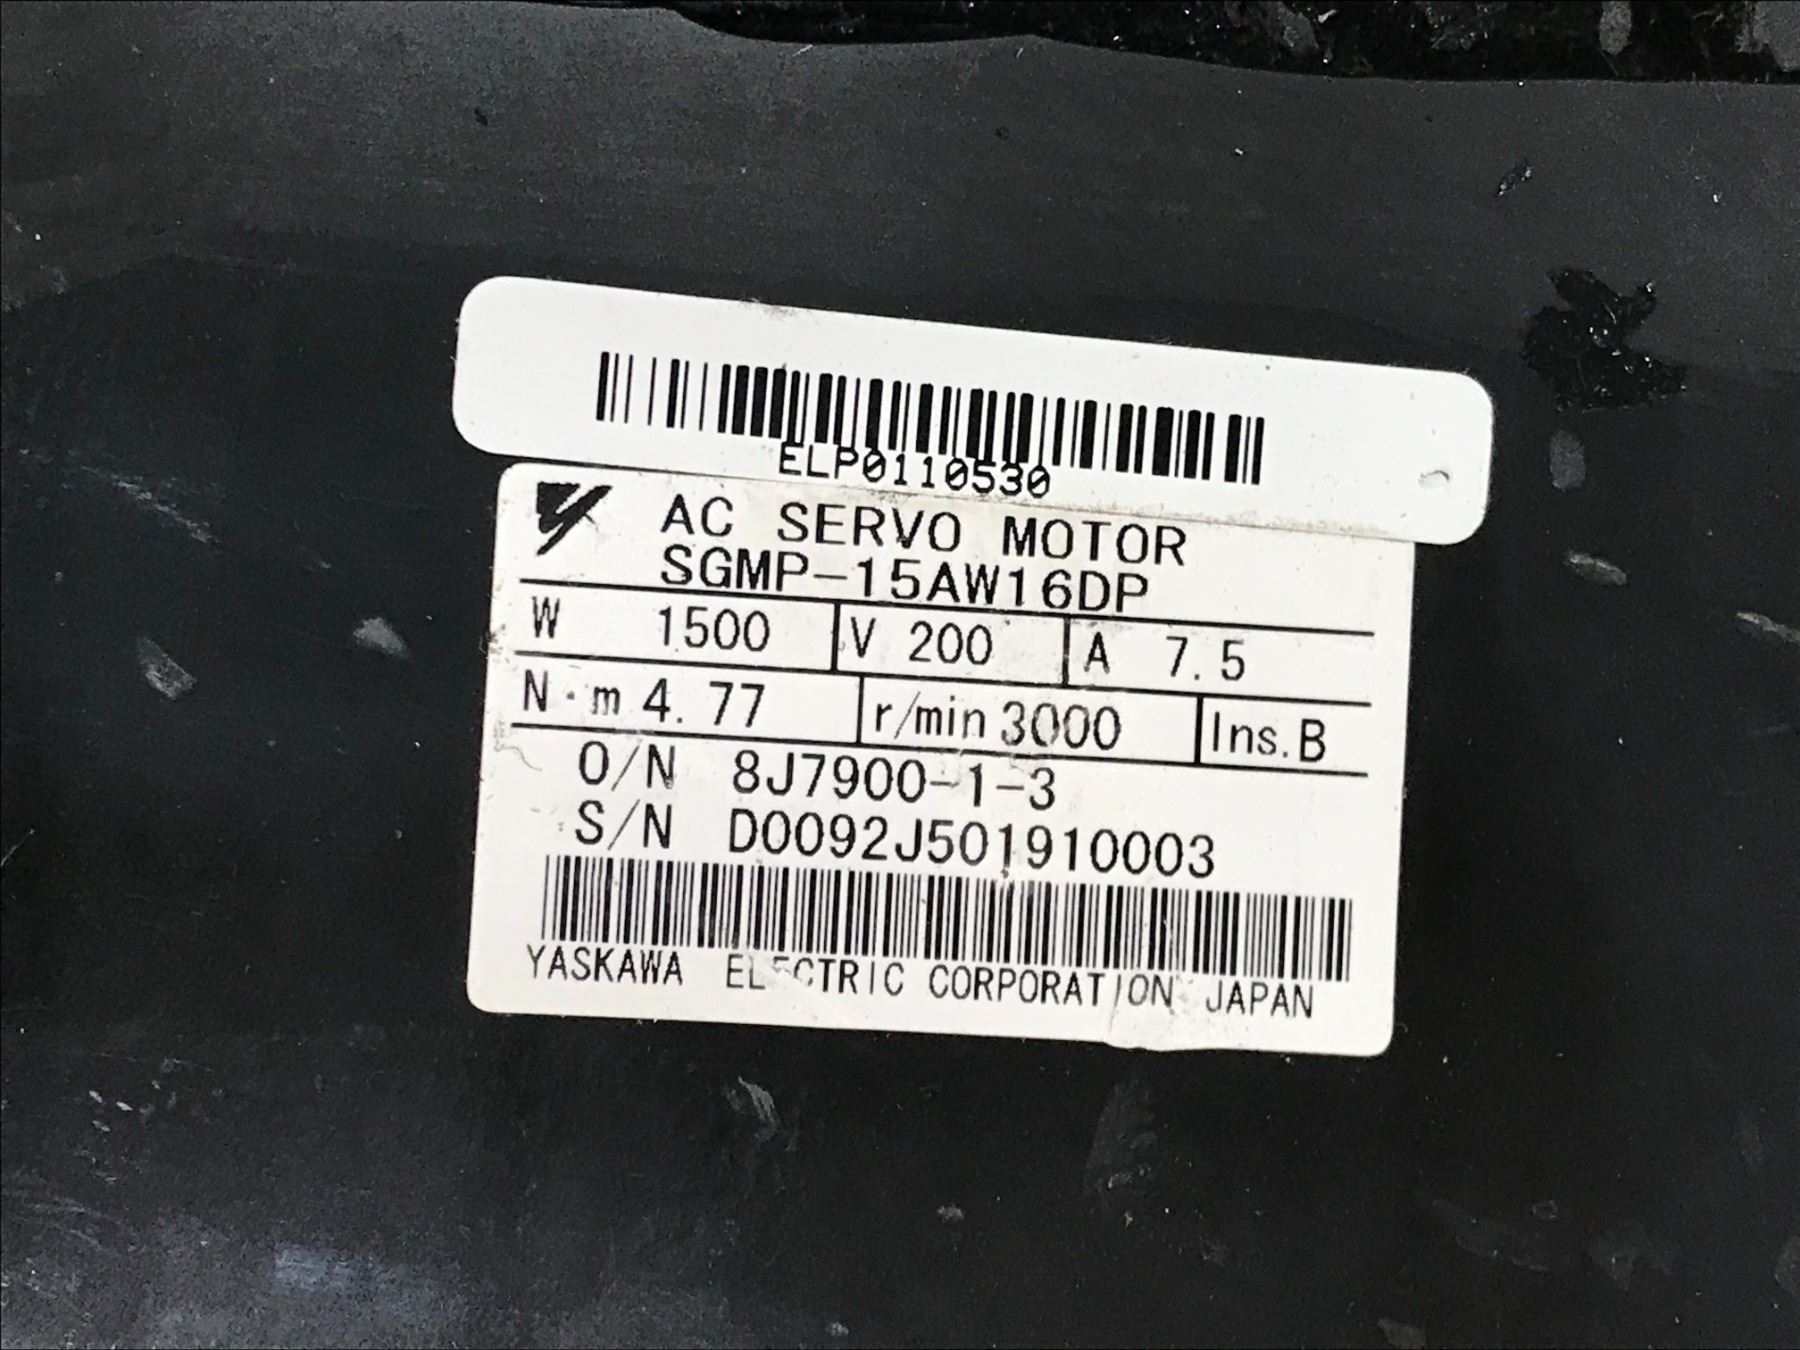 ELP0110530
AC SERVO MOTOR
SGMP-15AW16DP
W 1500 V 200 A 7.5
N·m 4.77 r/min 3000 Ins.B
O/N 8J7900-1-3
S/N D0092J501910003
YASKAWA ELECTRIC CORPORATION JAPAN